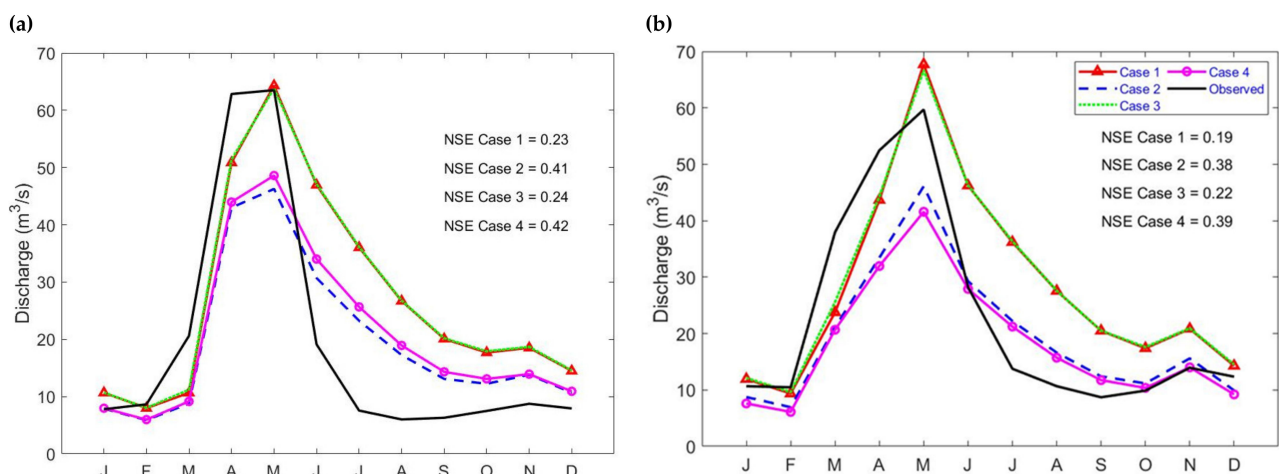 (a)
70
60
50
40
30
20
10
0
Discharge (m³/s)
NSE Case 1 = 0.23
NSE Case 2 = 0.41
NSE Case 3 = 0.24
NSE Case 4 = 0.42
J F M A M J J A S O N D
(b)
70
60
50
40
30
20
10
0
Discharge (m³/s)
Case 1 Case 4
Case 2 Observed
Case 3
NSE Case 1 = 0.19
NSE Case 2 = 0.38
NSE Case 3 = 0.22
NSE Case 4 = 0.39
J F M A M J J A S O N D